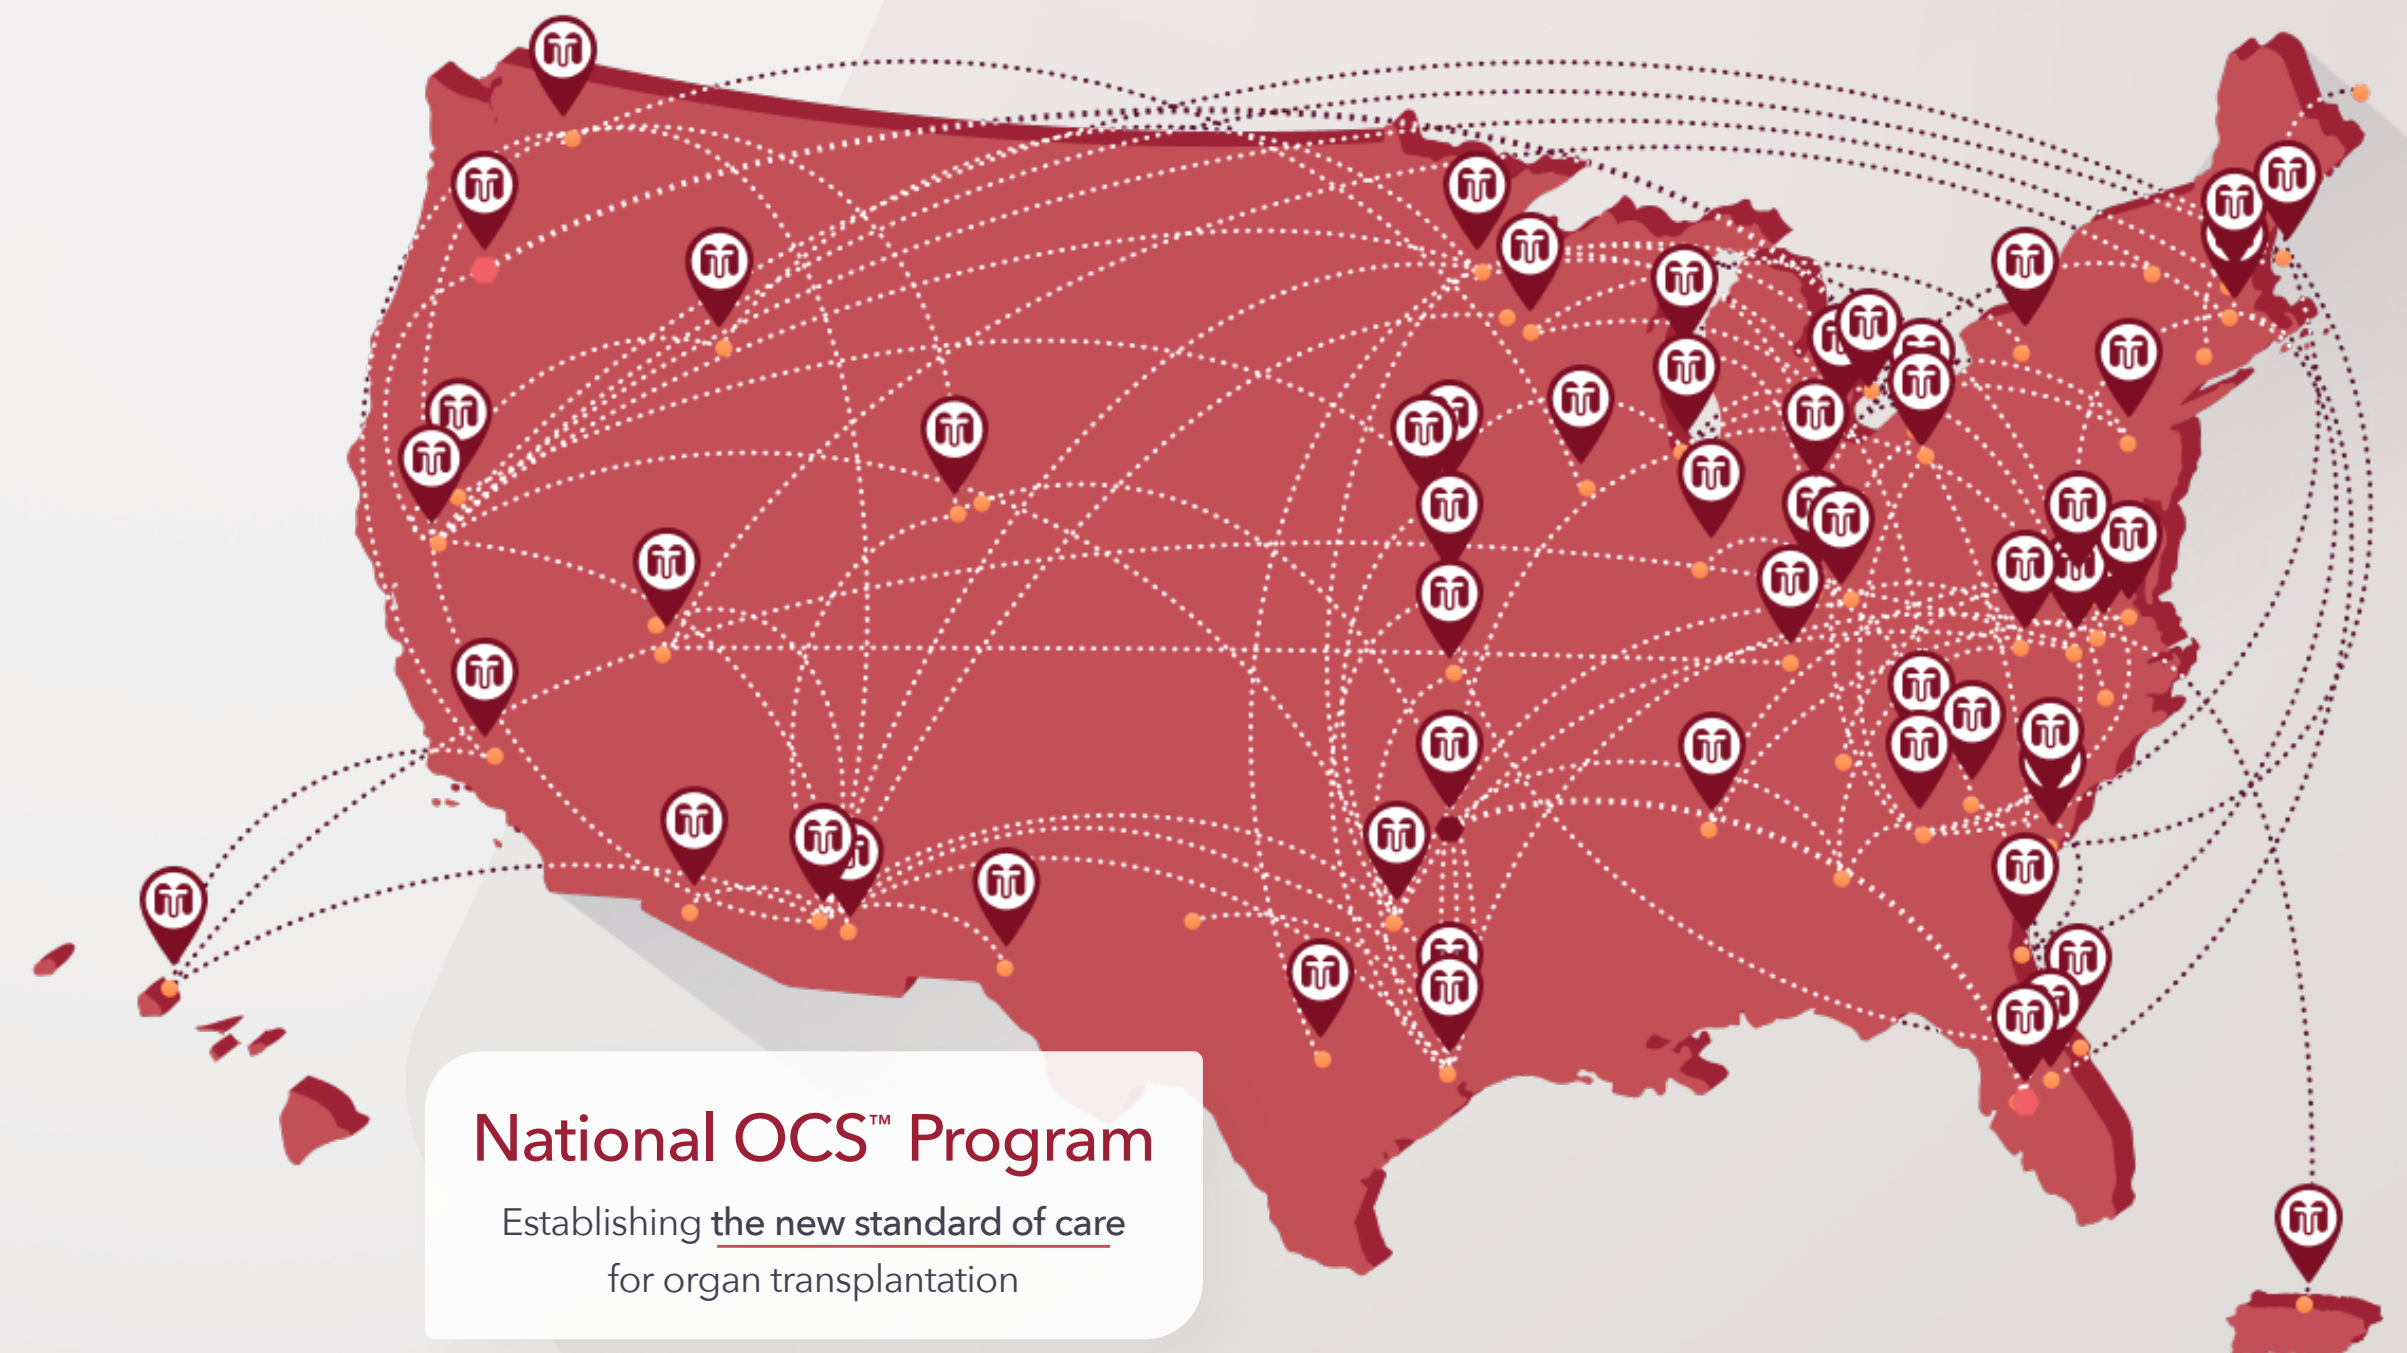 National OCS™ Program
Establishing the new standard of care
for organ transplantation